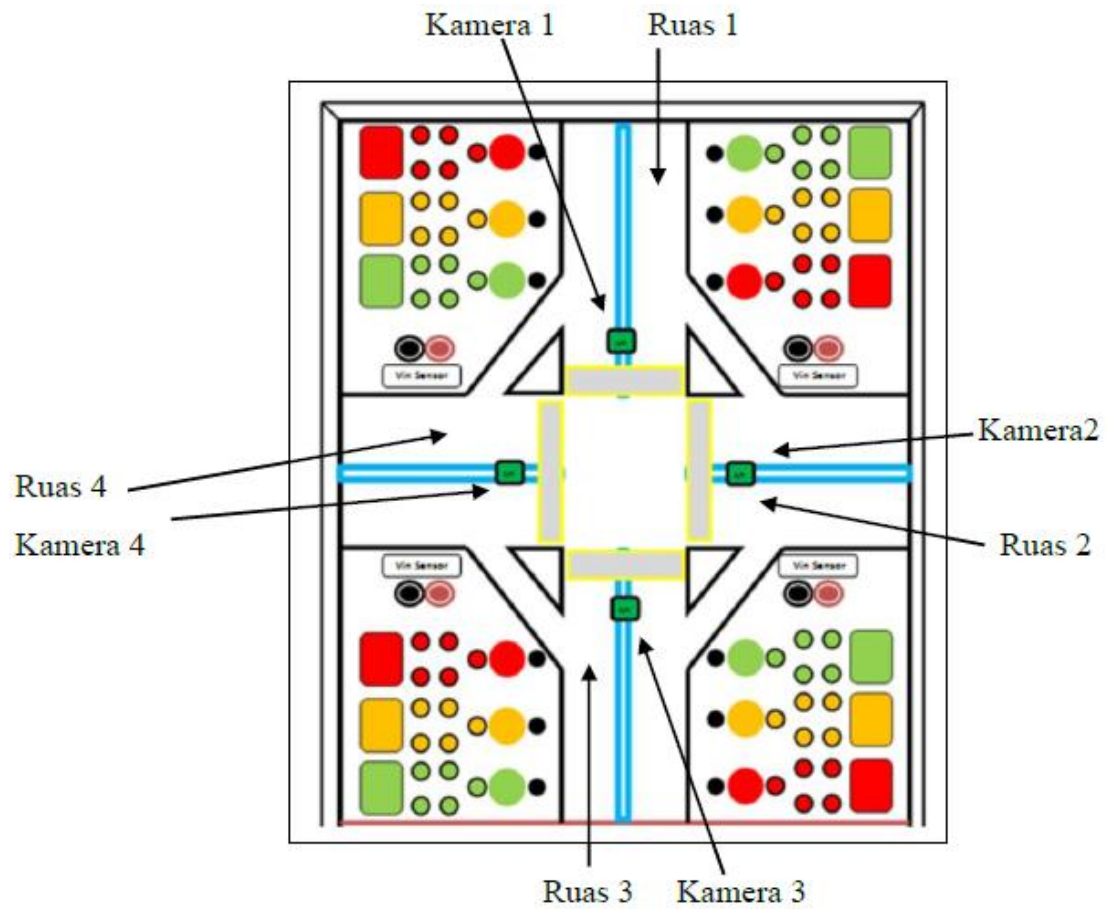 Kamera 1
Ruas 1
Vin Sensor
Vin Sensor
Kamera2
Ruas 4
Kamera 4
Ruas 2
Vin Sensor
Vin Sensor
Ruas 3
Kamera 3